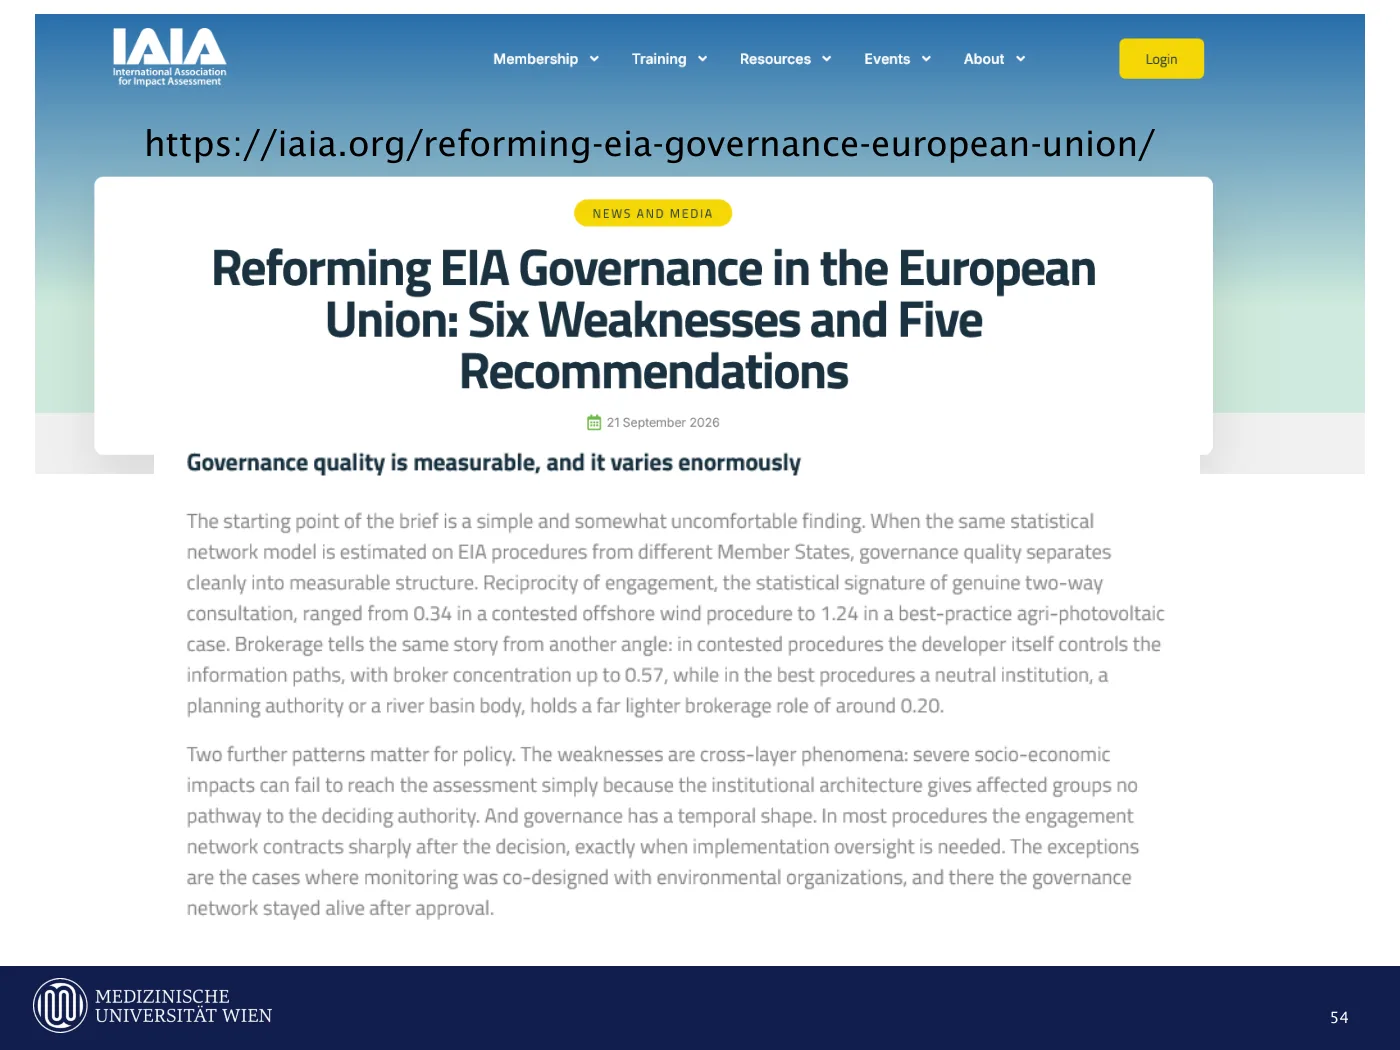 IAIA
International Association
for Impact Assessment
Membership
Training
Resources
Events
About
Login
https://iaia.org/reforming-eia-governance-european-union/
NEWS AND MEDIA
Reforming EIA Governance in the European
Union: Six Weaknesses and Five
Recommendations
21 September 2026
Governance quality is measurable, and it varies enormously
The starting point of the brief is a simple and somewhat uncomfortable finding. When the same statistical
network model is estimated on EIA procedures from different Member States, governance quality separates
cleanly into measurable structure. Reciprocity of engagement, the statistical signature of genuine two-way
consultation, ranged from 0.34 in a contested offshore wind procedure to 1.24 in a best-practice agri-photovoltaic
case. Brokerage tells the same story from another angle: in contested procedures the developer itself controls the
information paths, with broker concentration up to 0.57, while in the best procedures a neutral institution, a
planning authority or a river basin body, holds a far lighter brokerage role of around 0.20.
Two further patterns matter for policy. The weaknesses are cross-layer phenomena: severe socio-economic
impacts can fail to reach the assessment simply because the institutional architecture gives affected groups no
pathway to the deciding authority. And governance has a temporal shape. In most procedures the engagement
network contracts sharply after the decision, exactly when implementation oversight is needed. The exceptions
are the cases where monitoring was co-designed with environmental organizations, and there the governance
network stayed alive after approval.
MEDIZINISCHE
UNIVERSITÄT WIEN
54